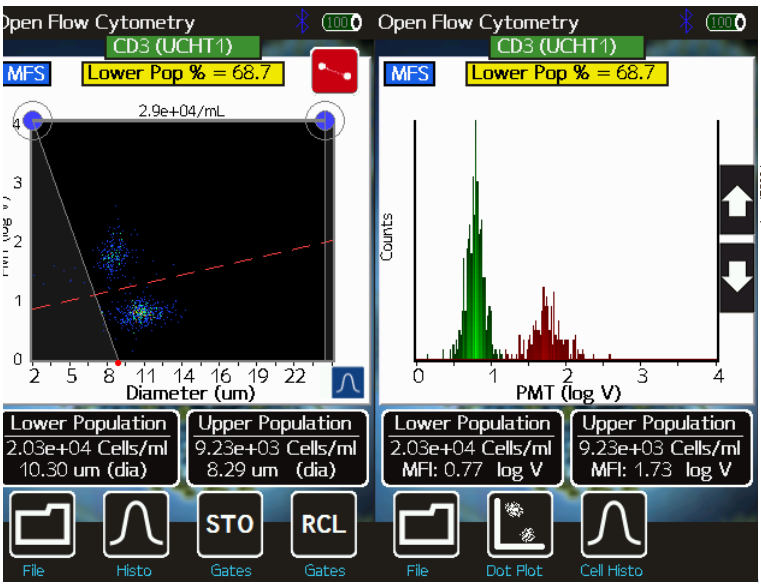 Open Flow Cytometry
100
CD3 (UCHT1)
MFS
Lower Pop % = 68.7
2.9e+04/mL
4
3
2
1
0
PMT (log V)
2 5 8 11 14 16 19 22
Diameter (um)
Lower Population
2.03e+04 Cells/ml
10.30 um (dia)
Upper Population
9.23e+03 Cells/ml
8.29 um (dia)
File
Histo
STO
Gates
RCL
Gates
Open Flow Cytometry
100
CD3 (UCHT1)
MFS
Lower Pop % = 68.7
Counts
0 1 2 3 4
PMT (log V)
Lower Population
2.03e+04 Cells/ml
MFI: 0.77 log V
Upper Population
9.23e+03 Cells/ml
MFI: 1.73 log V
File
Dot Plot
Cell Histo